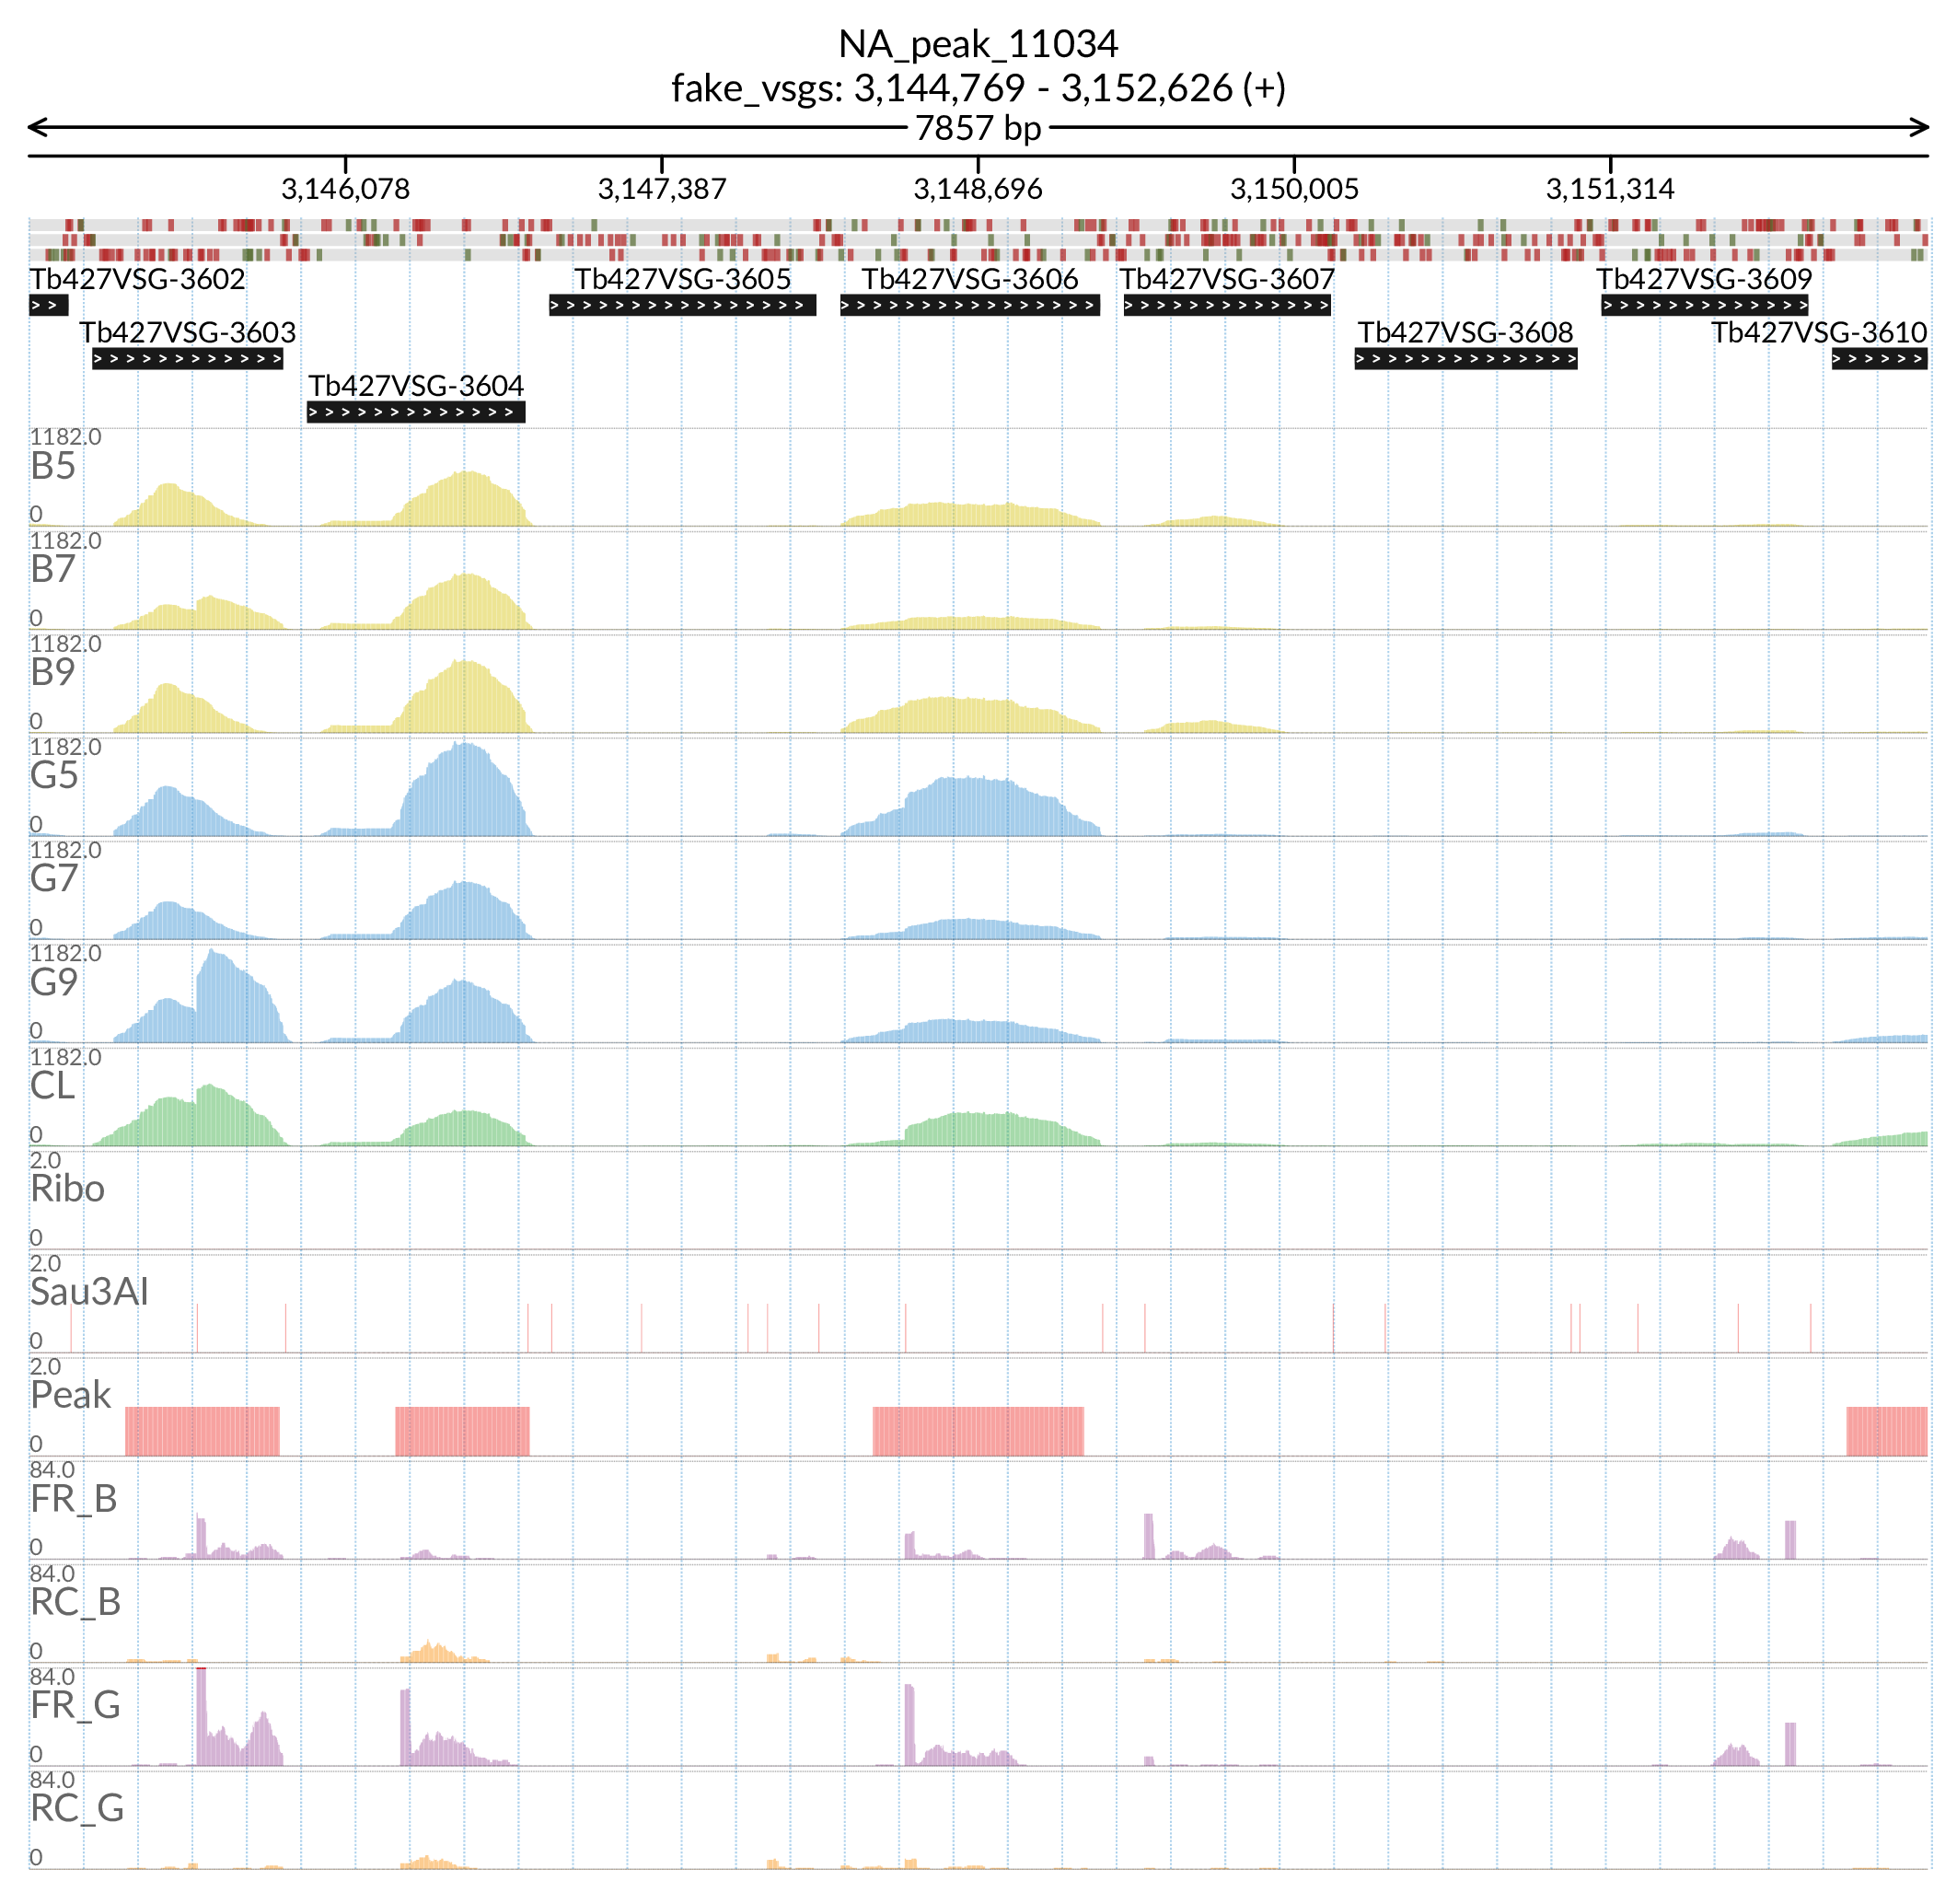 NA_peak_11034
fake_vsgs: 3,144,769 - 3,152,626 (+)
7857 bp
3,146,078 3,147,387 3,148,696 3,150,005 3,151,314
Tb427VSG-3602 Tb427VSG-3605 Tb427VSG-3606 Tb427VSG-3607 Tb427VSG-3609
Tb427VSG-3603 Tb427VSG-3608 Tb427VSG-3610
Tb427VSG-3604
1182.0
B5
0
1182.0
B7
0
1182.0
B9
0
1182.0
G5
0
1182.0
G7
0
1182.0
G9
0
1182.0
CL
0
2.0
Ribo
0
2.0
Sau3AI
0
2.0
Peak
0
84.0
FR_B
0
84.0
RC_B
0
84.0
FR_G
0
84.0
RC_G
0